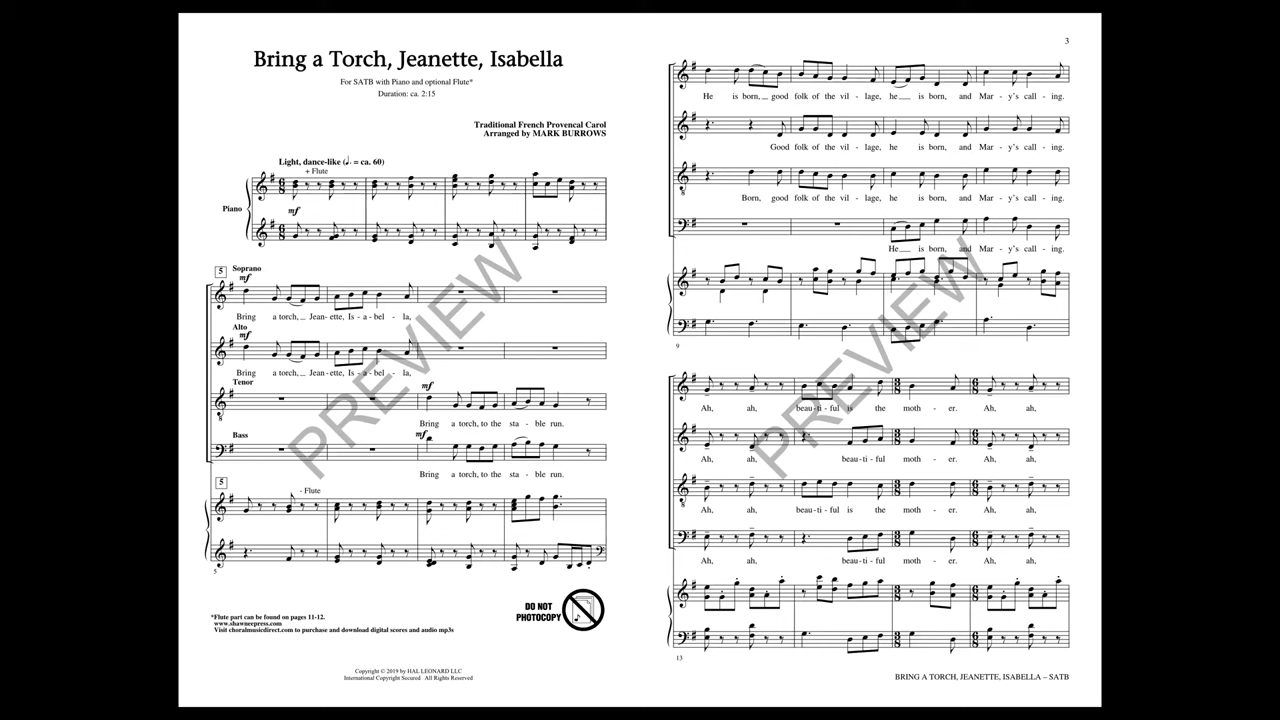 Bring a Torch, Jeanette, Isabella
For SATB with Piano and optional Flute*
Duration: ca. 2:15
Traditional French Provencal Carol
Arranged by MARK BURROWS
Light, dance-like (♩. = ca. 60)
+ Flute
Piano
mf
5
Soprano
mf
Bring a torch, _ Jean - ette, Is - a - bel - la,
Alto
mf
Bring a torch, _ Jean - ette, Is - a - bel - la,
Tenor
mf
Bring a torch, to the sta - ble run.
Bass
mf
Bring a torch, to the sta - ble run.
5
- Flute
5
*Flute part can be found on pages 11-12.
www.shawneepress.com
Visit choralmusicdirect.com to purchase and download digital scores and audio mp3s
DO NOT
PHOTOCOPY
Copyright © 2019 by HAL LEONARD LLC
International Copyright Secured All Rights Reserved
PREVIEW
3
He is born, _ good folk of the vil - lage, he _ is born, and Mar - y's call - ing.
Good folk of the vil - lage, he is born, and Mar - y's call - ing.
8
Born, good folk of the vil - lage, he is born, and Mar - y's call - ing.
He _ is born, and Mar - y's call - ing.
9
Ah, ah, beau - ti - ful is the moth - er. Ah, ah,
Ah, ah, beau - ti - ful moth - er. Ah, ah,
8
Ah, ah, beau - ti - ful is the moth - er. Ah, ah,
Ah, ah, beau - ti - ful moth - er. Ah, ah,
13
BRING A TORCH, JEANETTE, ISABELLA – SATB
PREVIEW